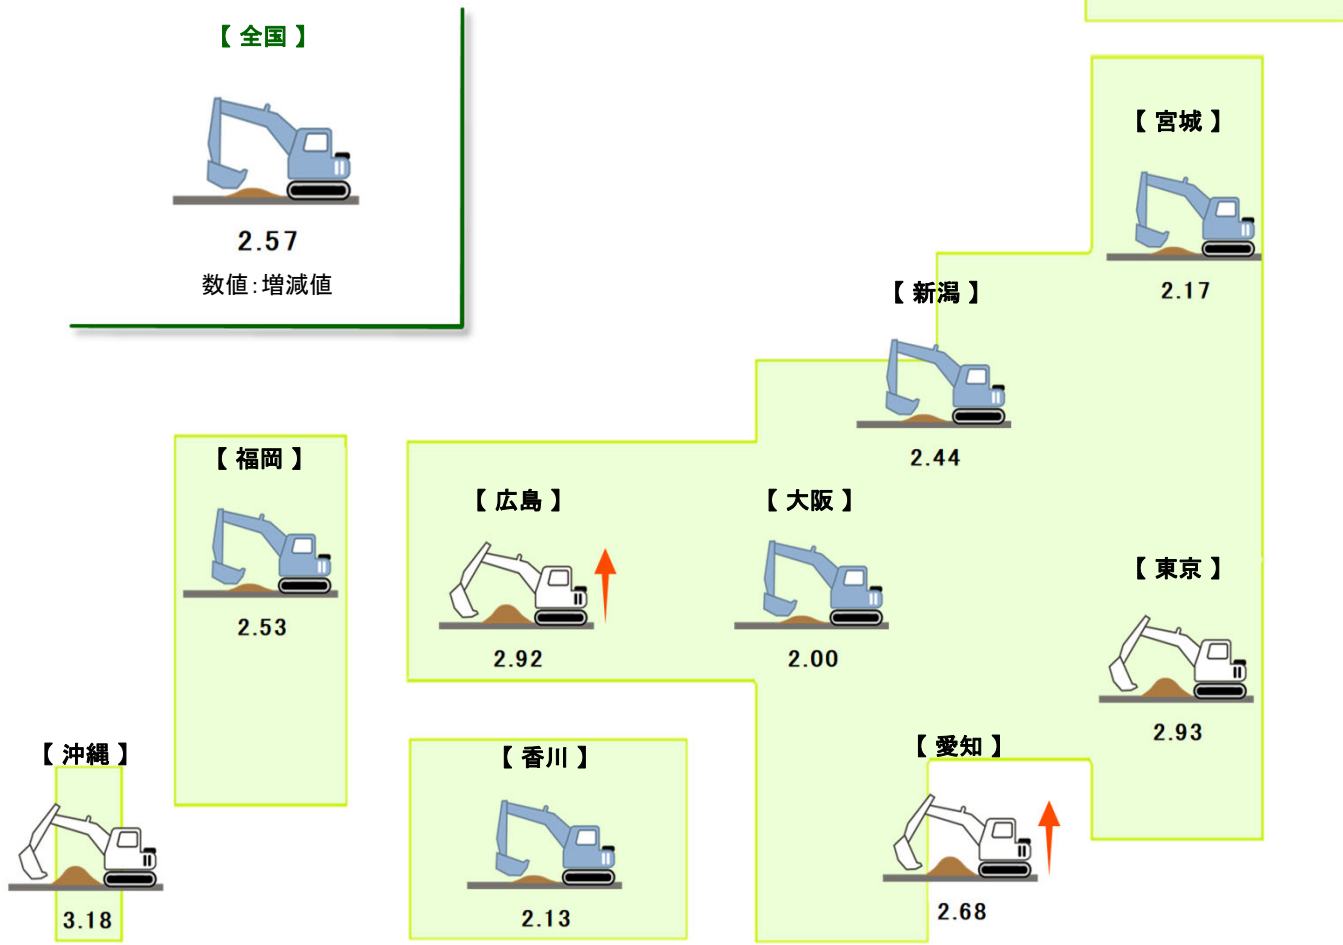 【 全国 】
2.57
数値：増減値
【 宮城 】
2.17
【 新潟 】
2.44
【 福岡 】
2.53
【 広島 】
2.92
【 大阪 】
2.00
【 東京 】
2.93
【 沖縄 】
3.18
【 香川 】
2.13
【 愛知 】
2.68